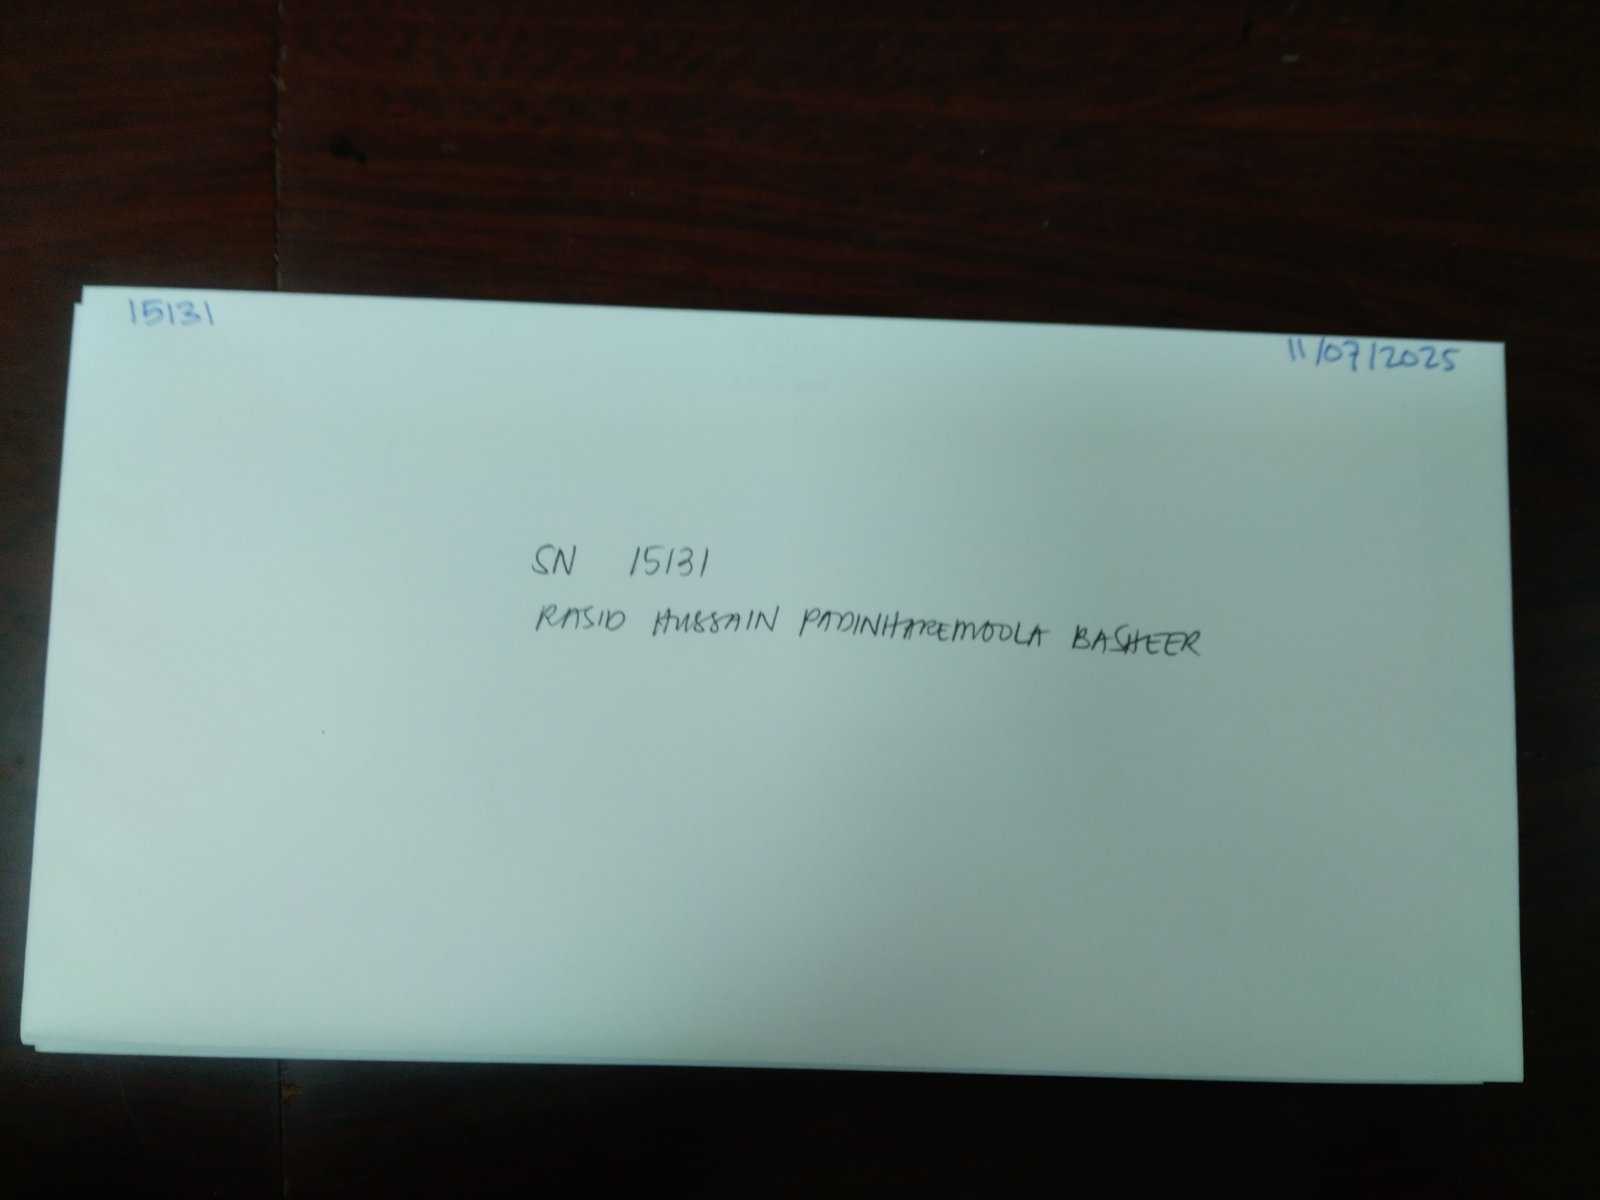 15131
11/07/2025
SN 15131
RASID HUSSAIN PADINHAREMOOLA BASHEER